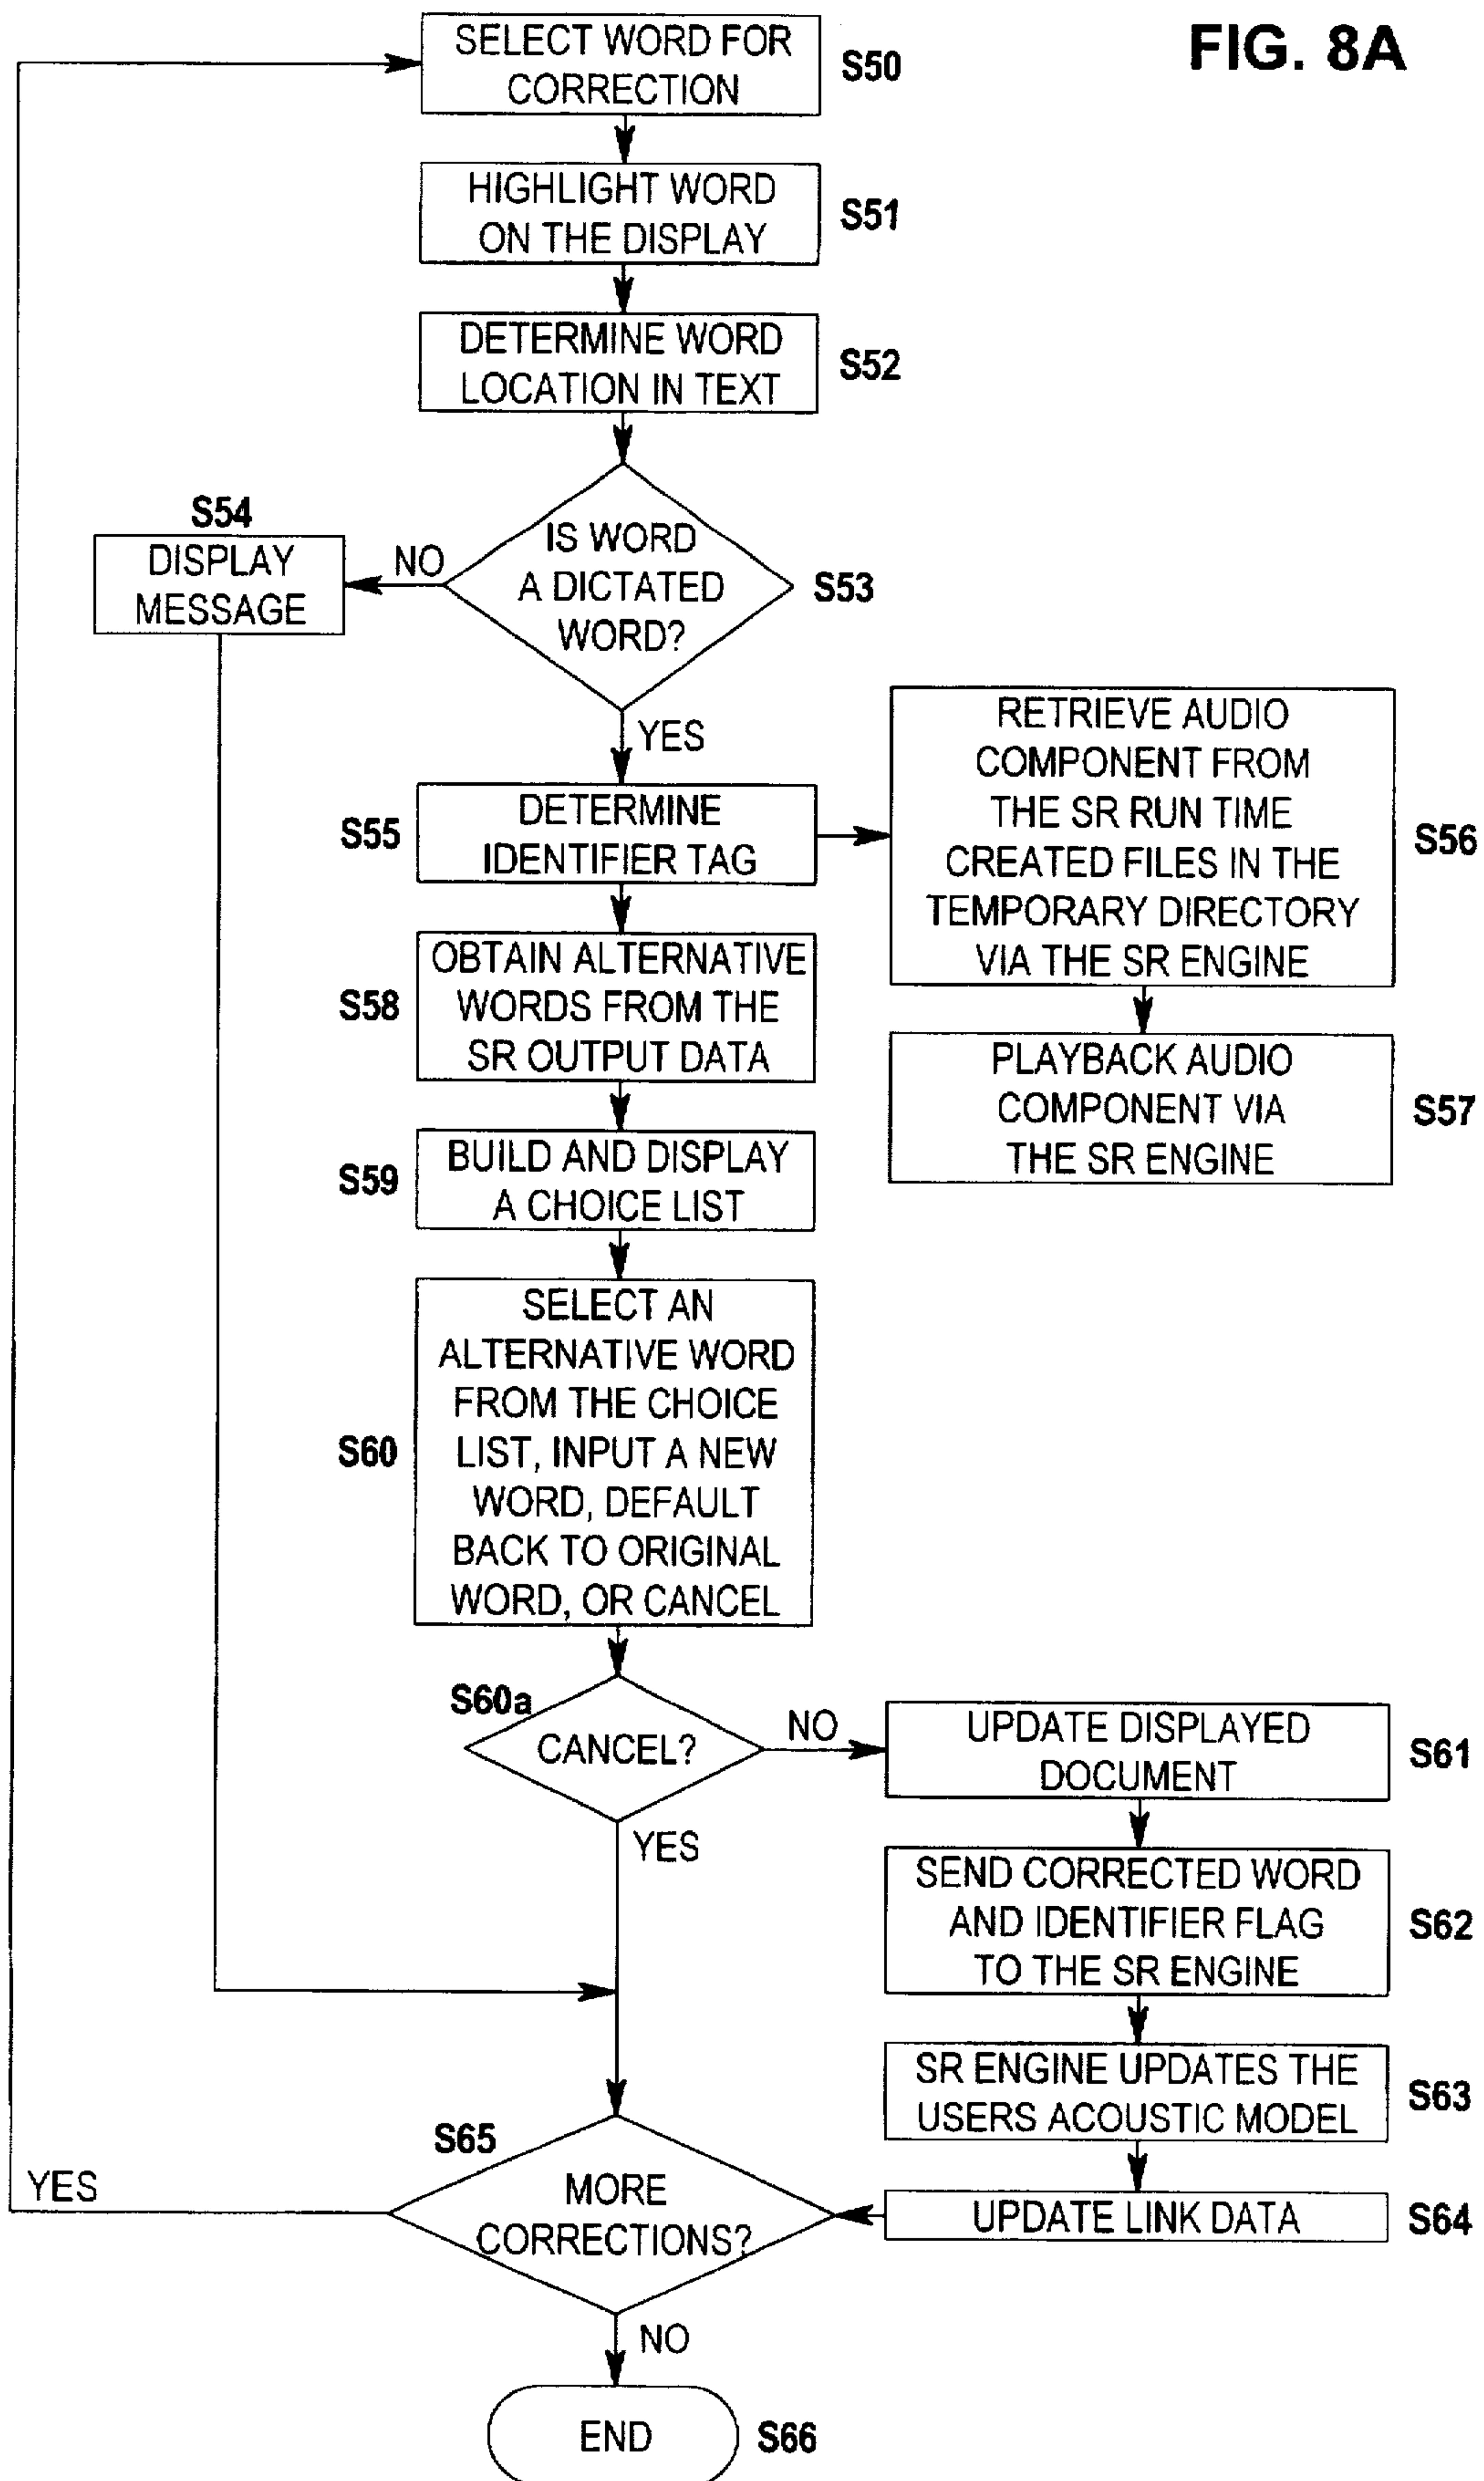 FIG. 8A
SELECT WORD FOR
CORRECTION
S50
HIGHLIGHT WORD
ON THE DISPLAY
S51
DETERMINE WORD
LOCATION IN TEXT
S52
IS WORD
A DICTATED
WORD?
S53
NO
S54
DISPLAY
MESSAGE
YES
S55
DETERMINE
IDENTIFIER TAG
RETRIEVE AUDIO
COMPONENT FROM
THE SR RUN TIME
CREATED FILES IN THE
TEMPORARY DIRECTORY
VIA THE SR ENGINE
S56
PLAYBACK AUDIO
COMPONENT VIA
THE SR ENGINE
S57
S58
OBTAIN ALTERNATIVE
WORDS FROM THE
SR OUTPUT DATA
S59
BUILD AND DISPLAY
A CHOICE LIST
S60
SELECT AN
ALTERNATIVE WORD
FROM THE CHOICE
LIST, INPUT A NEW
WORD, DEFAULT
BACK TO ORIGINAL
WORD, OR CANCEL
S60a
CANCEL?
NO
YES
UPDATE DISPLAYED
DOCUMENT
S61
SEND CORRECTED WORD
AND IDENTIFIER FLAG
TO THE SR ENGINE
S62
SR ENGINE UPDATES THE
USERS ACOUSTIC MODEL
S63
UPDATE LINK DATA
S64
S65
MORE
CORRECTIONS?
YES
NO
END
S66